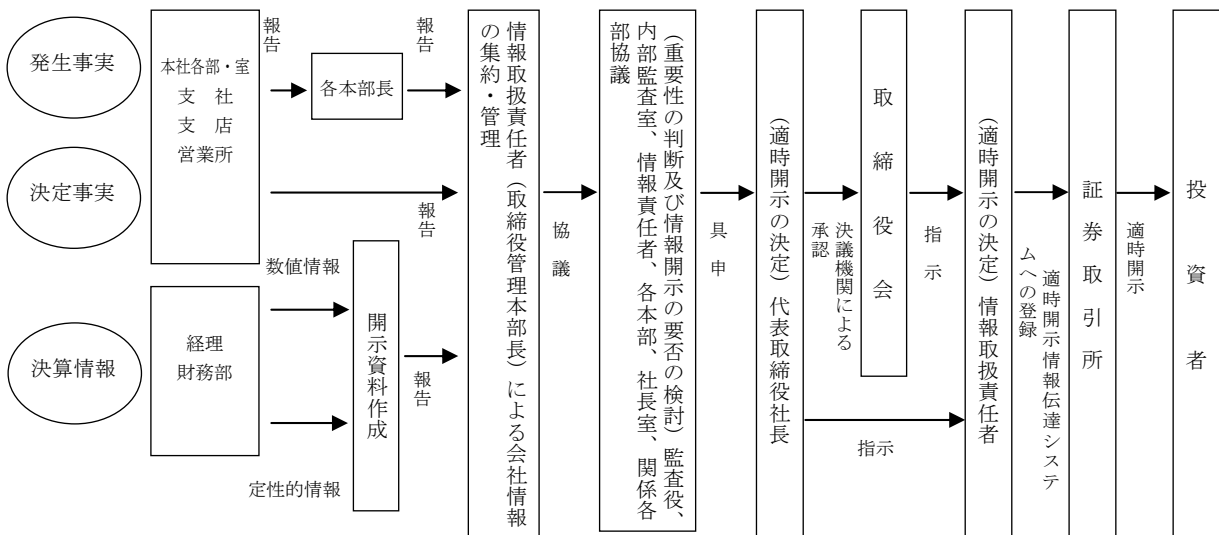 発生事実
決定事実
決算情報
報告
本社各部・室
支 社
支 店
営業所
各本部長
報告
報告
数値情報
経理
財務部
定性的情報
開示資料作成
報告
情報取扱責任者（取締役管理本部長）による会社情報
の集約・管理
協 議
（重要性の判断及び情報開示の要否の検討）監査役、
内部監査室、情報責任者、各本部、社長室、関係各
部協議
具 申
（適時開示の決定）代表取締役社長
決議機関による
承認
取 締 役 会
指 示
指示
（適時開示の決定）情報取扱責任者
適時開示情報伝達システ
ムへの登録
証 券 取 引 所
適時開示
投 資 者